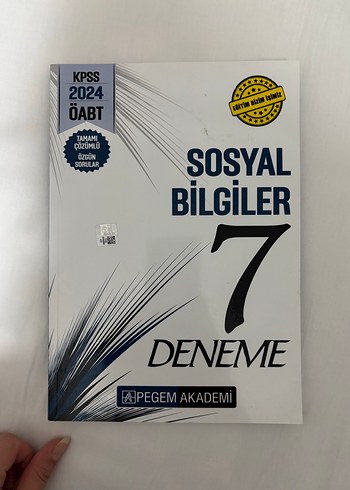 KPSS
2024
ÖABT
TAMAMI
ÇÖZÜMLÜ
ÖZGÜN
SORULAR
EĞİTİM BİZİM İŞİMİZ
SOSYAL
BİLGİLER
7
DENEME
PEGEM AKADEMİ